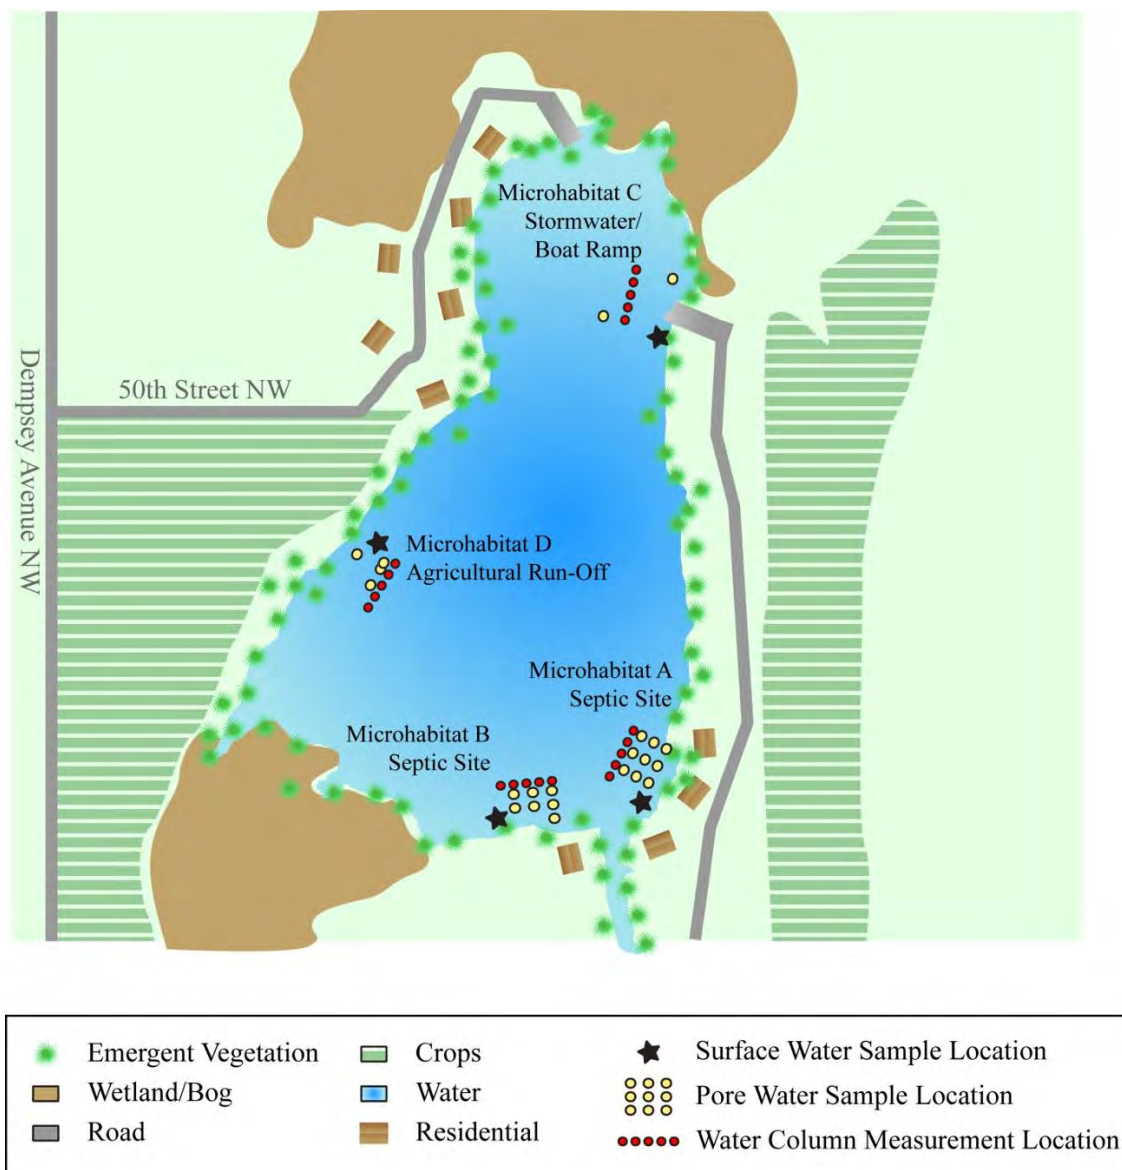 Microhabitat C
Stormwater/
Boat Ramp
50th Street NW
Dempsey Avenue NW
Microhabitat D
Agricultural Run-Off
Microhabitat A
Septic Site
Microhabitat B
Septic Site
Emergent Vegetation
Crops
Surface Water Sample Location
Wetland/Bog
Water
Pore Water Sample Location
Road
Residential
Water Column Measurement Location